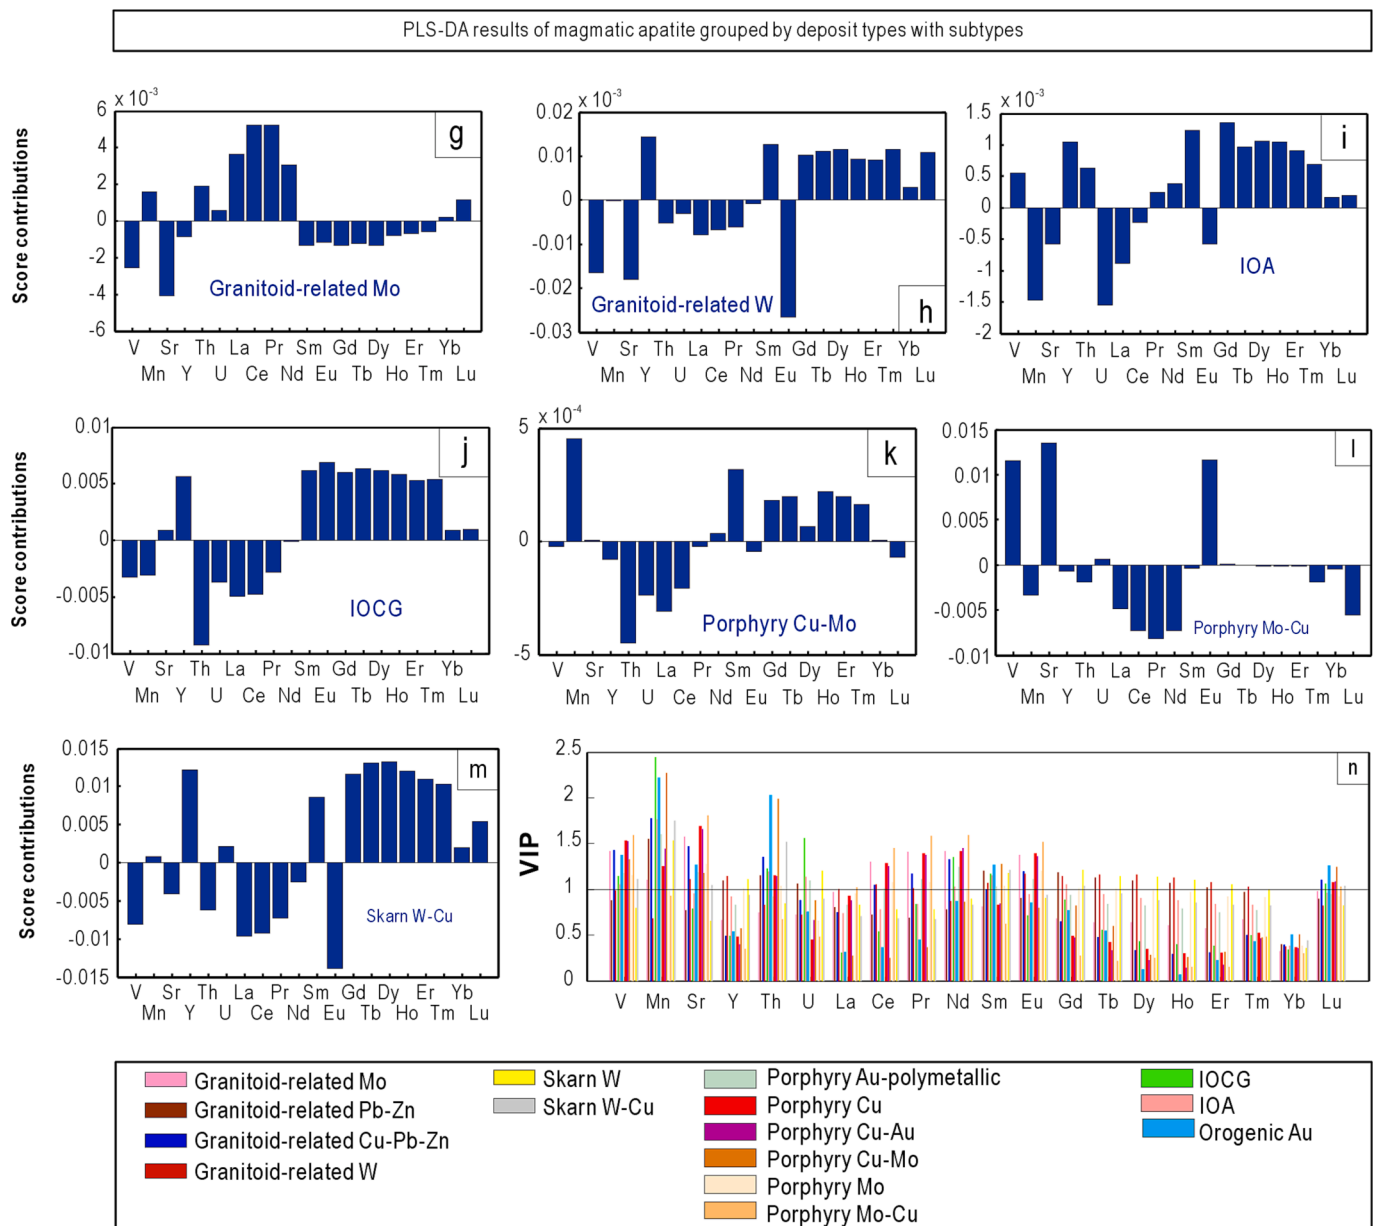 PLS-DA results of magmatic apatite grouped by deposit types with subtypes
Score contributions
x 10-3
6
4
2
0
-2
-4
-6
g
Granitoid-related Mo
V Sr Th La Pr Sm Gd Dy Er Yb
Mn Y U Ce Nd Eu Tb Ho Tm Lu
x 10-3
0.02
0.01
0
-0.01
-0.02
-0.03
h
Granitoid-related W
V Sr Th La Pr Sm Gd Dy Er Yb
Mn Y U Ce Nd Eu Tb Ho Tm Lu
x 10-3
1.5
1
0.5
0
-0.5
-1
-1.5
-2
i
IOA
V Sr Th La Pr Sm Gd Dy Er Yb
Mn Y U Ce Nd Eu Tb Ho Tm Lu
Score contributions
0.01
0.005
0
-0.005
-0.01
j
IOCG
V Sr Th La Pr Sm Gd Dy Er Yb
Mn Y U Ce Nd Eu Tb Ho Tm Lu
x 10-4
5
0
-5
k
Porphyry Cu-Mo
V Sr Th La Pr Sm Gd Dy Er Yb
Mn Y U Ce Nd Eu Tb Ho Tm Lu
0.015
0.01
0.005
0
-0.005
-0.01
l
Porphyry Mo-Cu
V Sr Th La Pr Sm Gd Dy Er Yb
Mn Y U Ce Nd Eu Tb Ho Tm Lu
Score contributions
0.015
0.01
0.005
0
-0.005
-0.01
-0.015
m
Skarn W-Cu
V Sr Th La Pr Sm Gd Dy Er Yb
Mn Y U Ce Nd Eu Tb Ho Tm Lu
VIP
2.5
2
1.5
1
0.5
0
n
V Mn Sr Y Th U La Ce Pr Nd Sm Eu Gd Tb Dy Ho Er Tm Yb Lu
Granitoid-related Mo
Granitoid-related Pb-Zn
Granitoid-related Cu-Pb-Zn
Granitoid-related W
Skarn W
Skarn W-Cu
Porphyry Au-polymetallic
Porphyry Cu
Porphyry Cu-Au
Porphyry Cu-Mo
Porphyry Mo
Porphyry Mo-Cu
IOCG
IOA
Orogenic Au